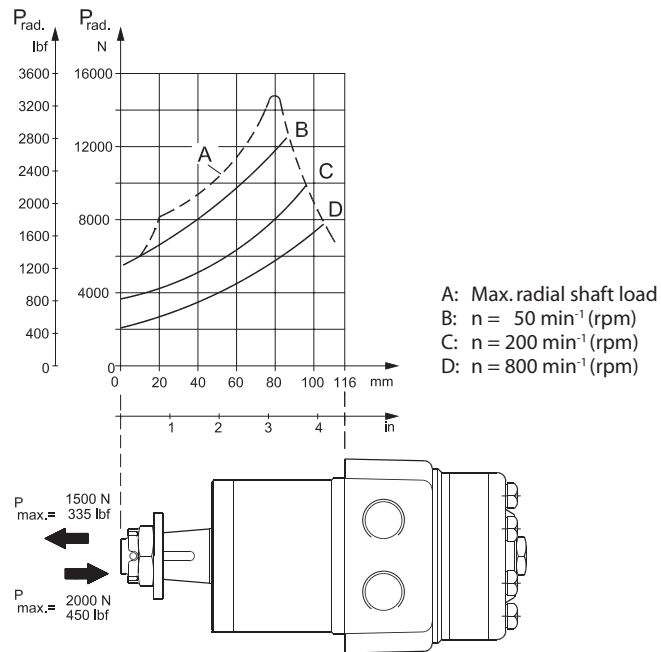 P rad. P rad.
lbf N
3600 16000
3200
2800 12000
2400
2000
1600 8000
1200
800 4000
400
0 0
A
B
C
D
0 20 40 60 80 100 116 mm
1 2 3 4 in
A: Max. radial shaft load
B: n = 50 min⁻¹ (rpm)
C: n = 200 min⁻¹ (rpm)
D: n = 800 min⁻¹ (rpm)
P max.= 1500 N
335 lbf
P max.= 2000 N
450 lbf